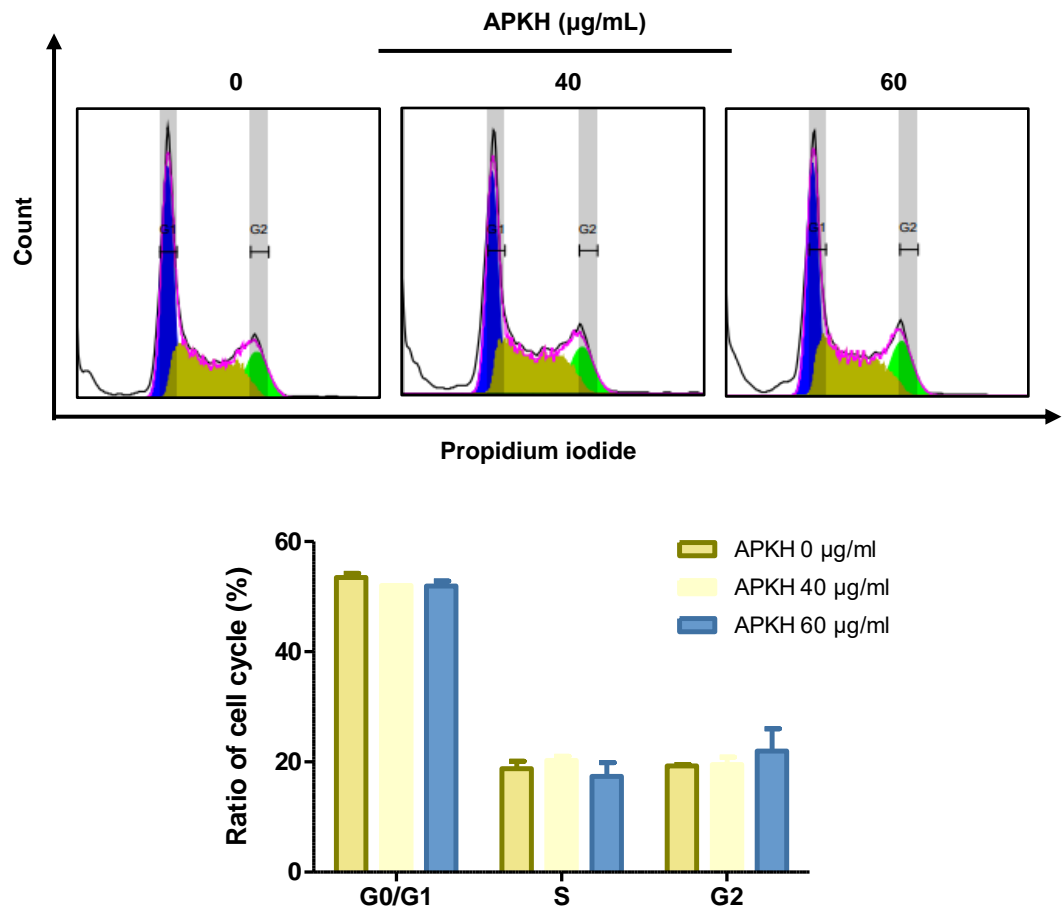 APKH (µg/mL)
0 40 60
Count
G1 G2 G1 G2 G1 G2
Propidium iodide
Ratio of cell cycle (%)
60
40
20
0
APKH 0 µg/ml
APKH 40 µg/ml
APKH 60 µg/ml
G0/G1 S G2